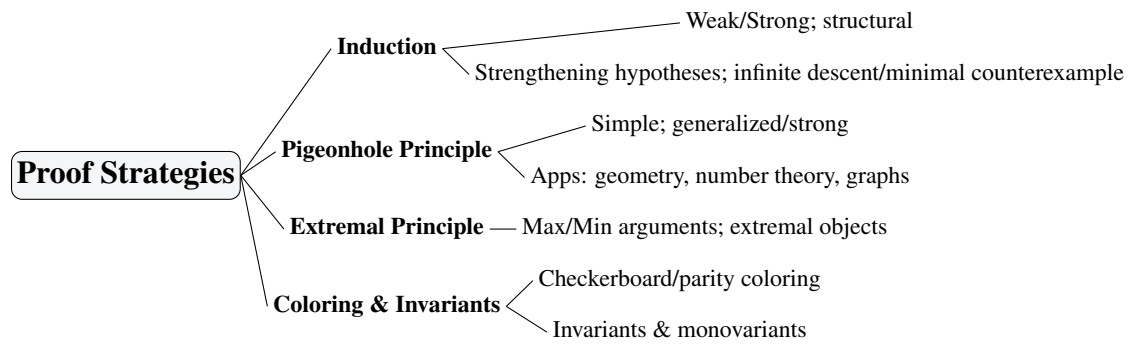 Proof Strategies
Induction
Weak/Strong; structural
Strengthening hypotheses; infinite descent/minimal counterexample
Pigeonhole Principle
Simple; generalized/strong
Apps: geometry, number theory, graphs
Extremal Principle
Max/Min arguments; extremal objects
Coloring & Invariants
Checkerboard/parity coloring
Invariants & monovariants